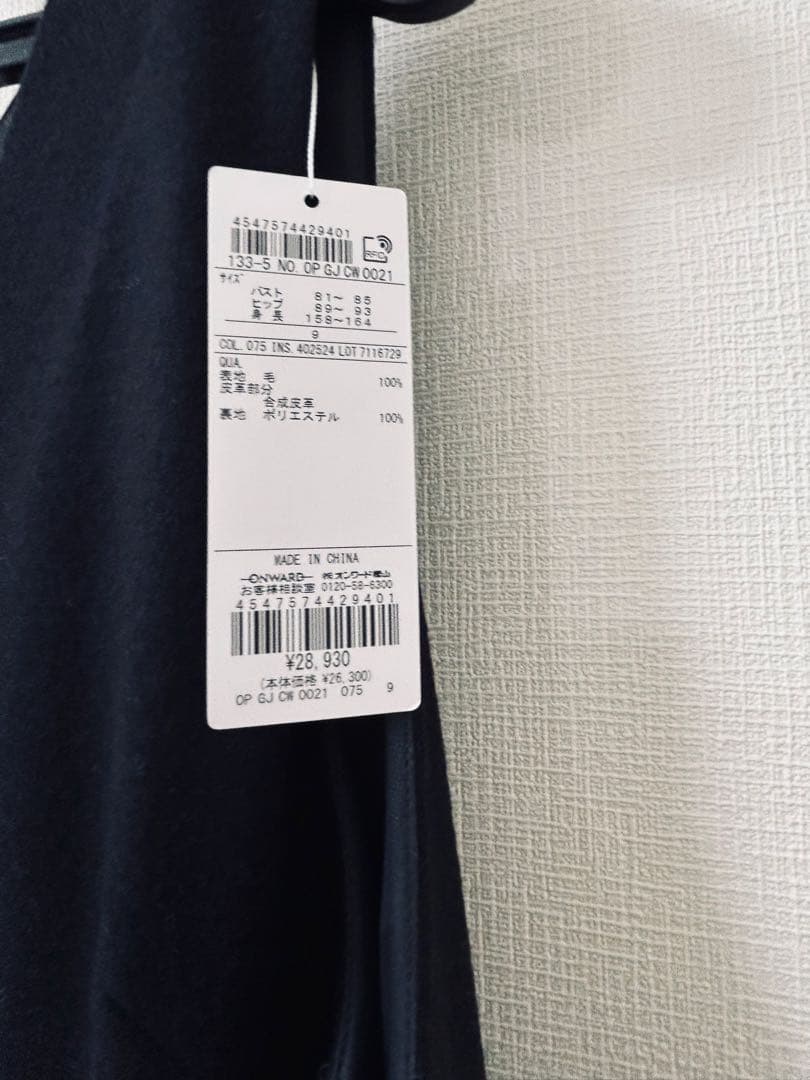 4547574429401
RFID
133-5 NO. OP GJ CW 0021
サイズ
バスト 81～ 85
ヒップ 89～ 93
身 長 158～164
9
COL. 075 INS. 402524 LOT 7116729
QUA.
表地 毛 100%
皮革部分
合成皮革
裏地 ポリエステル 100%
MADE IN CHINA
ONWARD ㈱オンワード樫山
お客様相談室 0120-58-6300
4547574429401
¥28,930
(本体価格 ¥26,300)
OP GJ CW 0021 075 9